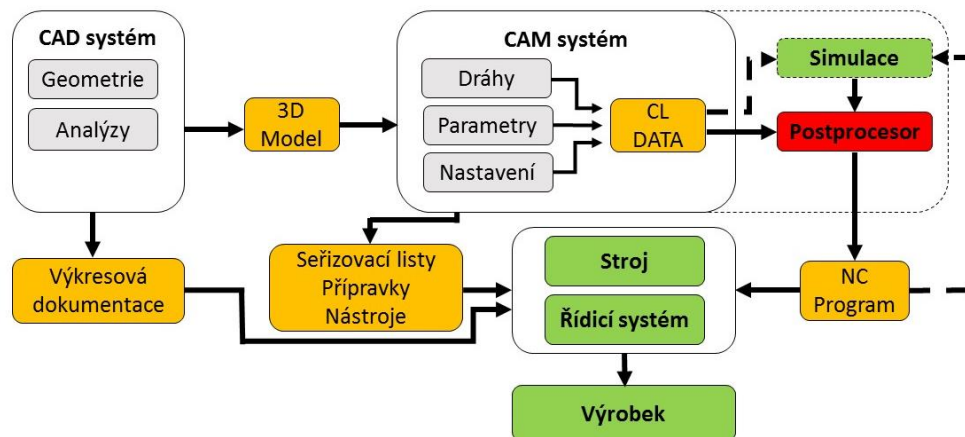 CAD systém
Geometrie
Analýzy
3D
Model
CAM systém
Dráhy
Parametry
Nastavení
CL
DATA
Simulace
Postprocesor
Výkresová
dokumentace
Seřizovací listy
Přípravky
Nástroje
Stroj
Řídicí systém
NC
Program
Výrobek